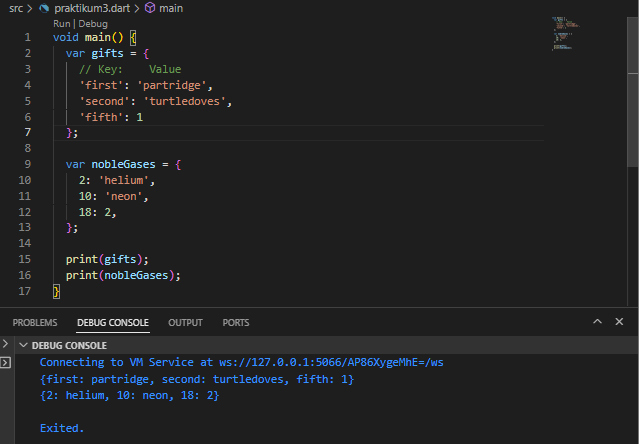 src > praktikum3.dart > main
Run | Debug
1 void main() {
2 var gifts = {
3 // Key:    Value
4 'first': 'partridge',
5 'second': 'turtledoves',
6 'fifth': 1
7 };
8
9 var nobleGases = {
10 2: 'helium',
11 10: 'neon',
12 18: 2,
13 };
14
15 print(gifts);
16 print(nobleGases);
17 }
PROBLEMS DEBUG CONSOLE OUTPUT PORTS
DEBUG CONSOLE
Connecting to VM Service at ws://127.0.0.1:5066/AP86XygeMhE=/ws
{first: partridge, second: turtledoves, fifth: 1}
{2: helium, 10: neon, 18: 2}
Exited.